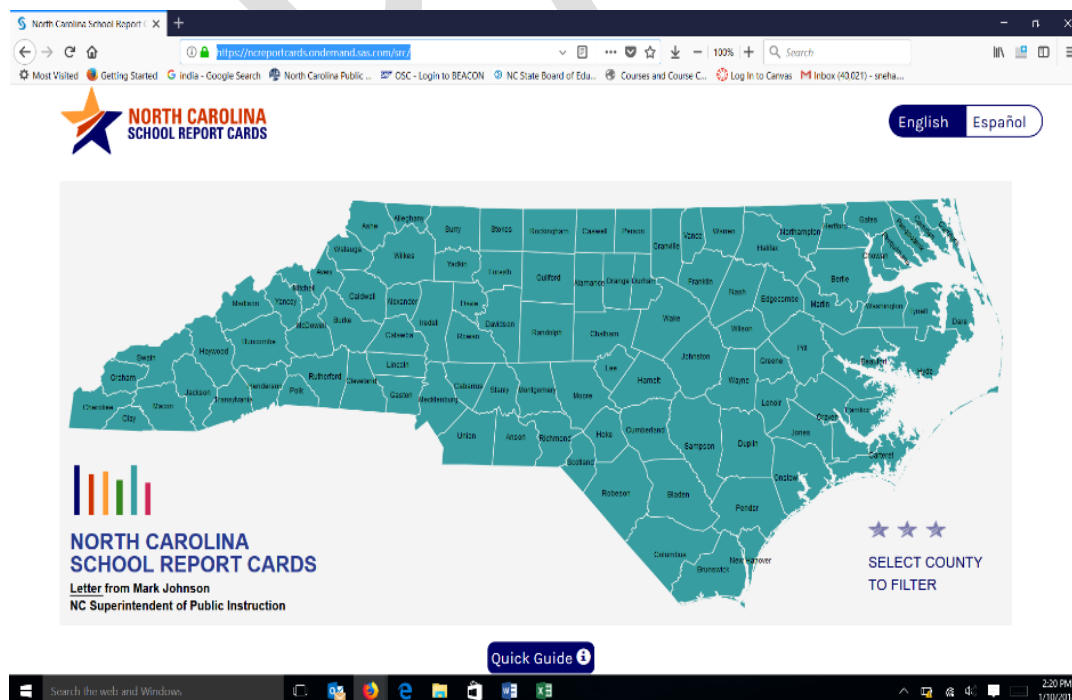 North Carolina School Report C
https://ncreportcards.ondemand.sas.com/src/
100%
Search
Most Visited Getting Started india - Google Search North Carolina Public ... OSC - Login to BEACON NC State Board of Edu... Courses and Course C... Log In to Canvas Inbox (40,021) - sneha...
NORTH CAROLINA
SCHOOL REPORT CARDS
English Español
Ashe Alleghany Surry Stokes Rockingham Caswell Person Granville Vance Warren Northampton Hertford Gates
Watauga Wilkes Yadkin Forsyth Guilford Alamance Orange Durham Franklin Halifax Bertie Chowan
Avery Mitchell Caldwell Alexander Davie Nash Edgecombe Martin Washington Tyrrell Dare
Madison Yancey McDowell Burke Catawba Iredell Rowan Davidson Randolph Chatham Wake Wilson Pitt
Swain Haywood Buncombe Rutherford Cleveland Lincoln Lee Johnston Greene Beaufort Hyde
Graham Jackson Henderson Polk Gaston Mecklenburg Cabarrus Stanly Montgomery Moore Harnett Wayne Lenoir Craven Pamlico
Cherokee Clay Macon Transylvania Union Anson Richmond Hoke Cumberland Sampson Duplin Jones Carteret
Scotland Onslow
Robeson Bladen Pender
Columbus Brunswick New Hanover
NORTH CAROLINA
SCHOOL REPORT CARDS
Letter from Mark Johnson
NC Superintendent of Public Instruction
SELECT COUNTY
TO FILTER
Quick Guide
Search the web and Windows
2:20 PM
1/10/201